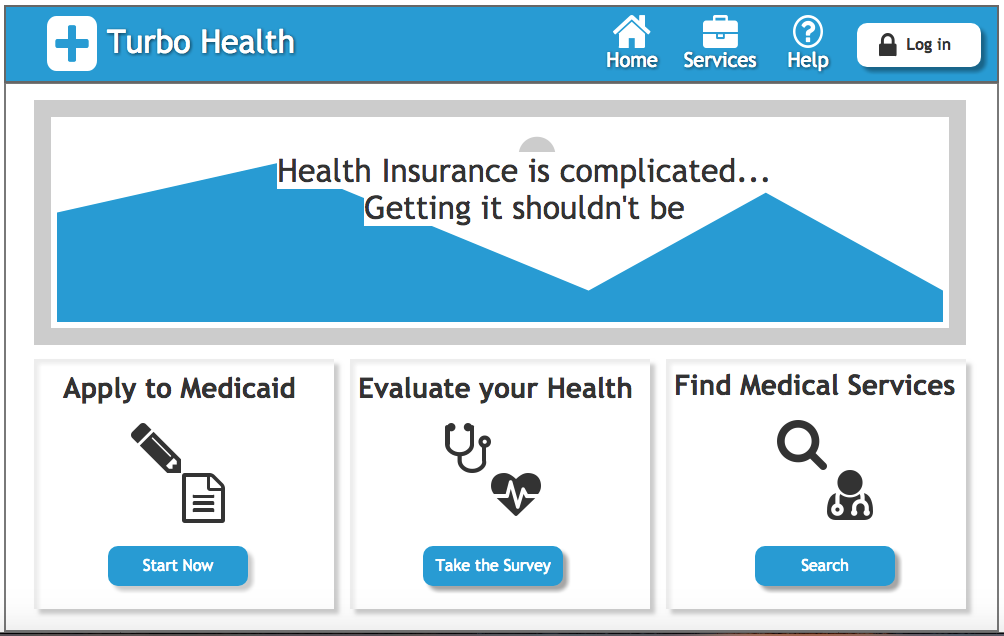 Turbo Health
Home
Services
Help
Log in
Health Insurance is complicated...
Getting it shouldn't be
Apply to Medicaid
Start Now
Evaluate your Health
Take the Survey
Find Medical Services
Search